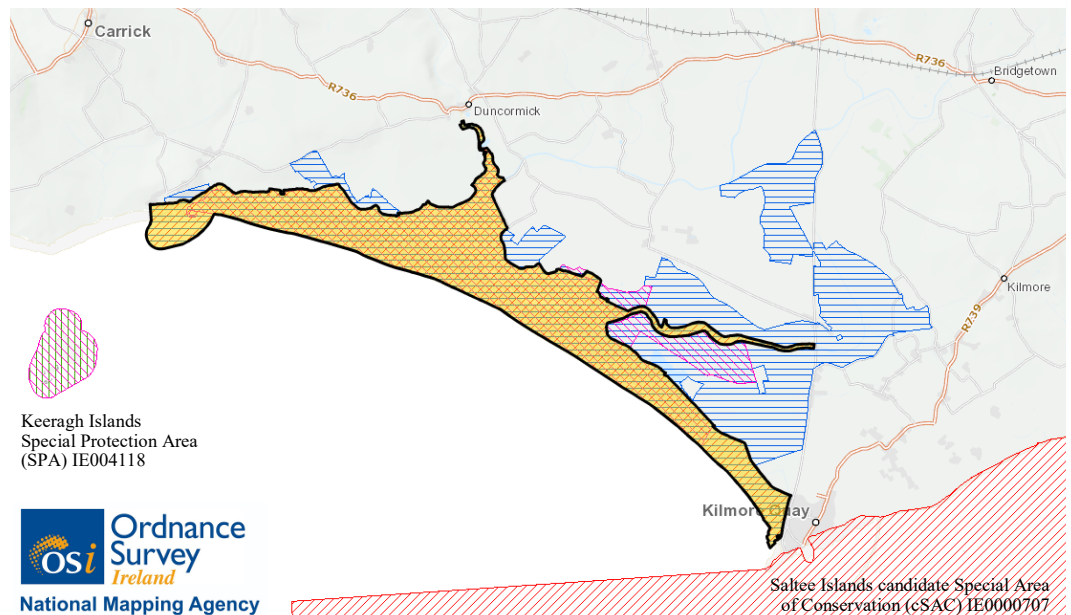 Carrick
R736
Bridgetown
R736
Duncormick
Kilmore
R739
Keeragh Islands
Special Protection Area
(SPA) IE004118
Kilmore Quay
osi Ordnance
Survey
Ireland
National Mapping Agency
Saltee Islands candidate Special Area
of Conservation (cSAC) IE0000707